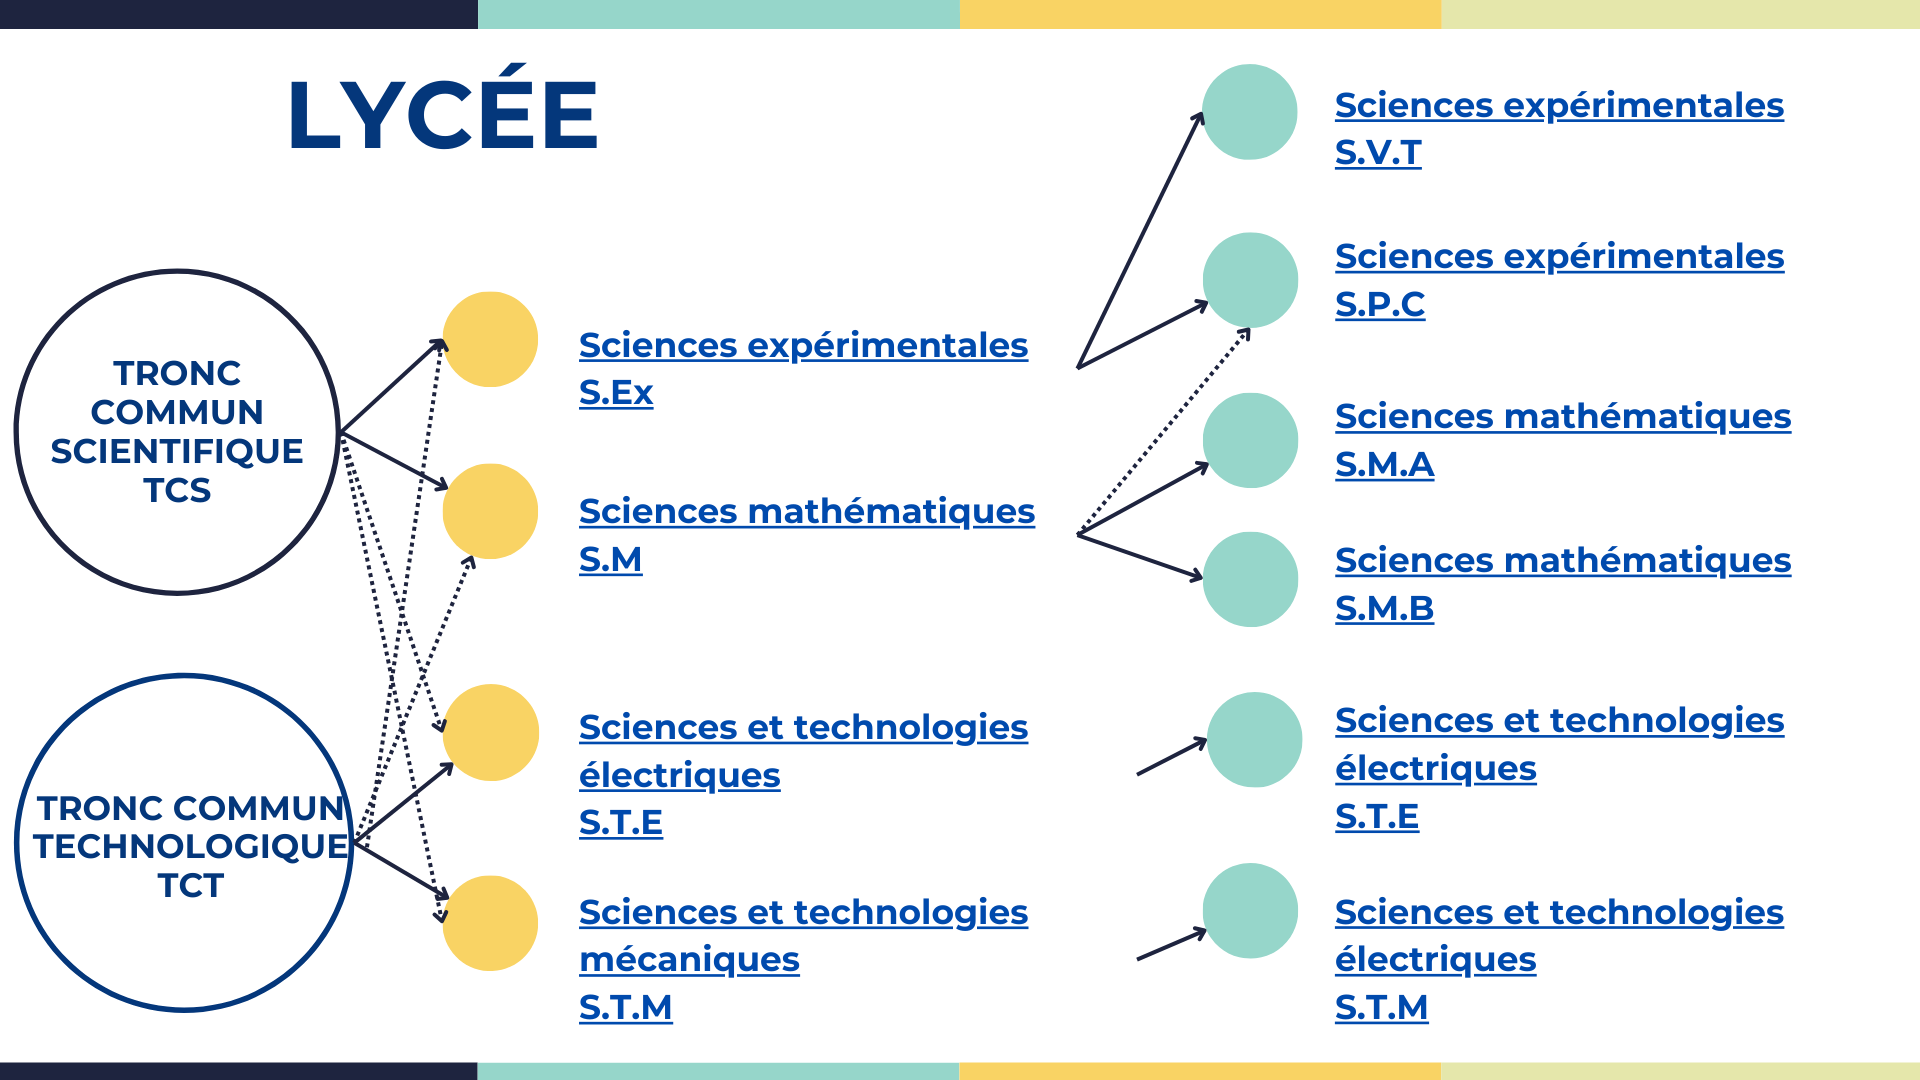 LYCÉE
TRONC
COMMUN
SCIENTIFIQUE
TCS
TRONC COMMUN
TECHNOLOGIQUE
TCT
Sciences expérimentales
S.Ex
Sciences mathématiques
S.M
Sciences et technologies
électriques
S.T.E
Sciences et technologies
mécaniques
S.T.M
Sciences expérimentales
S.V.T
Sciences expérimentales
S.P.C
Sciences mathématiques
S.M.A
Sciences mathématiques
S.M.B
Sciences et technologies
électriques
S.T.E
Sciences et technologies
électriques
S.T.M